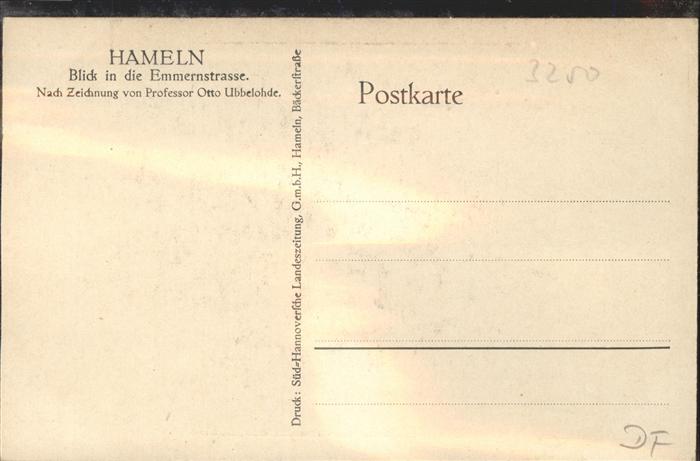 HAMELN
Blick in die Emmernstrasse.
Nach Zeichnung von Professor Otto Ubbelohde.
Druck: Süd=Hannoversche Landeszeitung, G.m.b.H., Hameln, Bäckerstraße
Postkarte
3250
DF